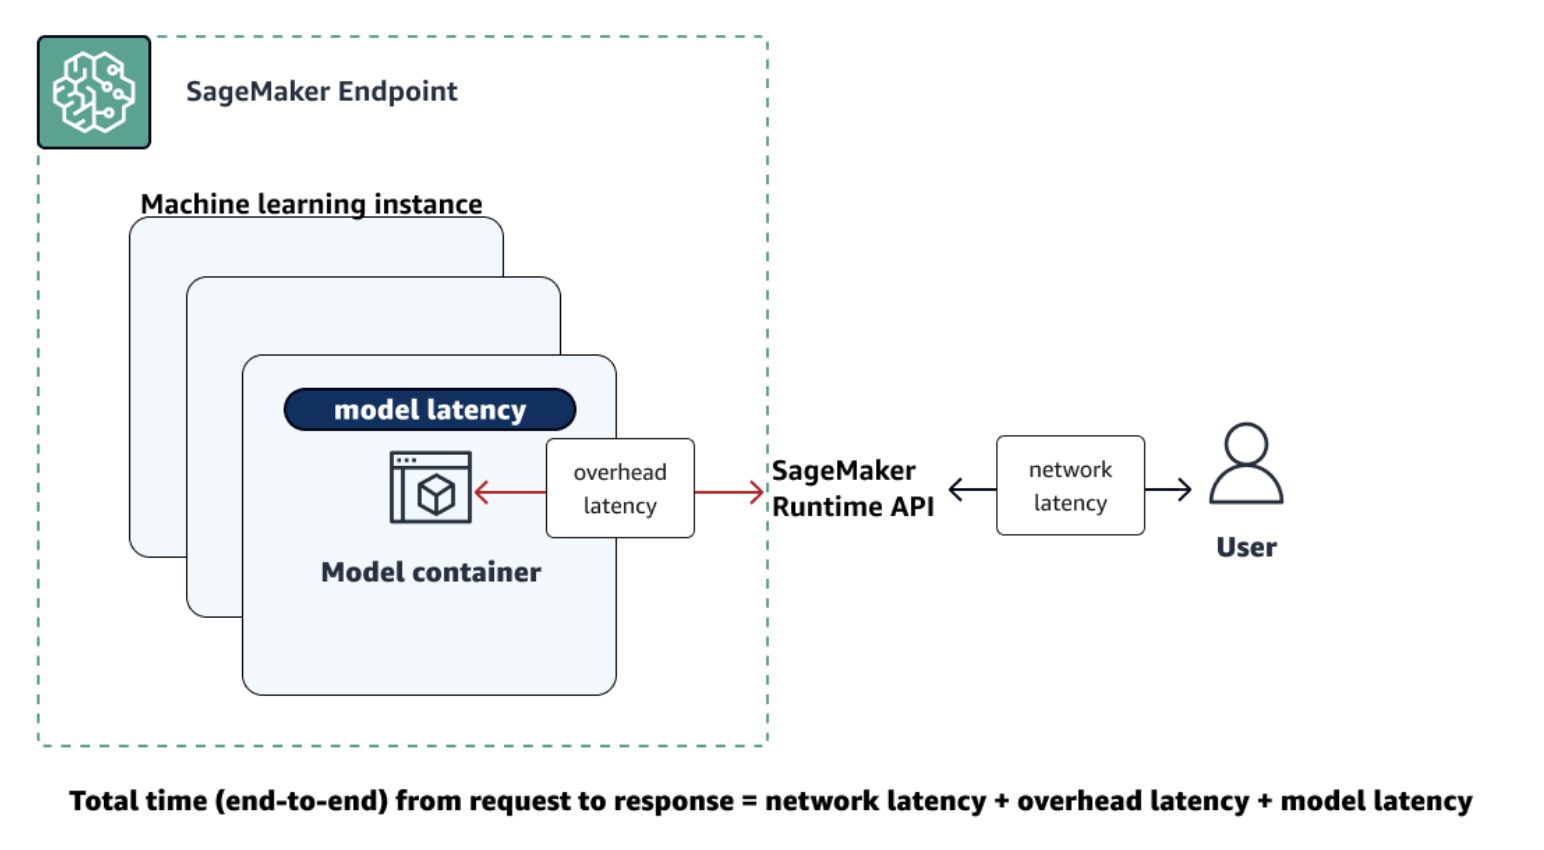 SageMaker Endpoint
Machine learning instance
model latency
overhead
latency
Model container
SageMaker
Runtime API
network
latency
User
Total time (end-to-end) from request to response = network latency + overhead latency + model latency